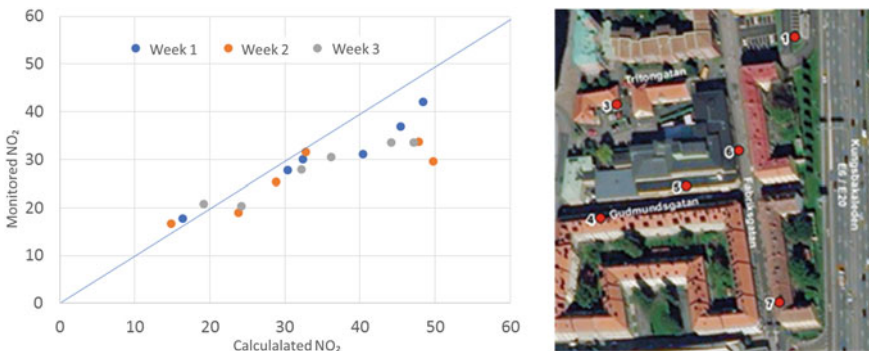 60
50
40
30
20
10
0
Monitored NO₂
Week 1 Week 2 Week 3
0 10 20 30 40 50 60
Calculalated NO₂
1
Tritongatan
3
6
5
4 Gudmundsgatan
Fabriksgatan
Kungsbackaleden
E6 / E20
7